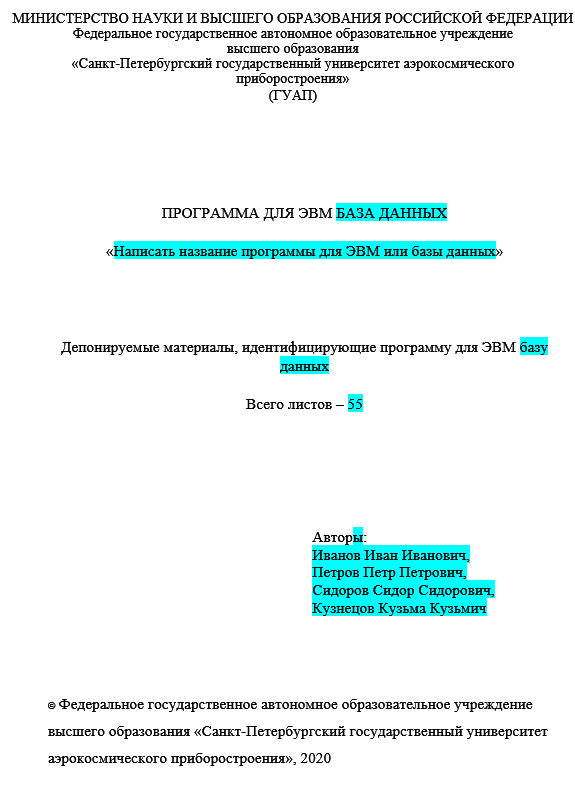 МИНИСТЕРСТВО НАУКИ И ВЫСШЕГО ОБРАЗОВАНИЯ РОССИЙСКОЙ ФЕДЕРАЦИИ
Федеральное государственное автономное образовательное учреждение
высшего образования
«Санкт-Петербургский государственный университет аэрокосмического
приборостроения»
(ГУАП)
ПРОГРАММА ДЛЯ ЭВМ БАЗА ДАННЫХ
«Написать название программы для ЭВМ или базы данных»
Депонируемые материалы, идентифицирующие программу для ЭВМ базу
данных
Всего листов – 55
Авторы:
Иванов Иван Иванович,
Петров Петр Петрович,
Сидоров Сидор Сидорович,
Кузнецов Кузьма Кузьмич
© Федеральное государственное автономное образовательное учреждение
высшего образования «Санкт-Петербургский государственный университет
аэрокосмического приборостроения», 2020